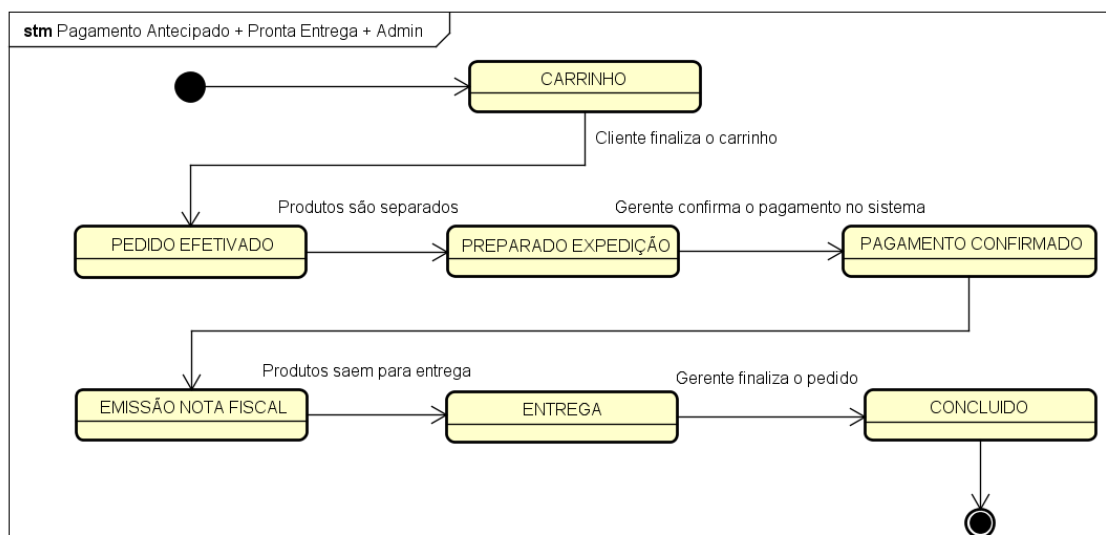 stm Pagamento Antecipado + Pronta Entrega + Admin
CARRINHO
Cliente finaliza o carrinho
Produtos são separados
Gerente confirma o pagamento no sistema
PEDIDO EFETIVADO
PREPARADO EXPEDIÇÃO
PAGAMENTO CONFIRMADO
Produtos saem para entrega
Gerente finaliza o pedido
EMISSÃO NOTA FISCAL
ENTREGA
CONCLUIDO